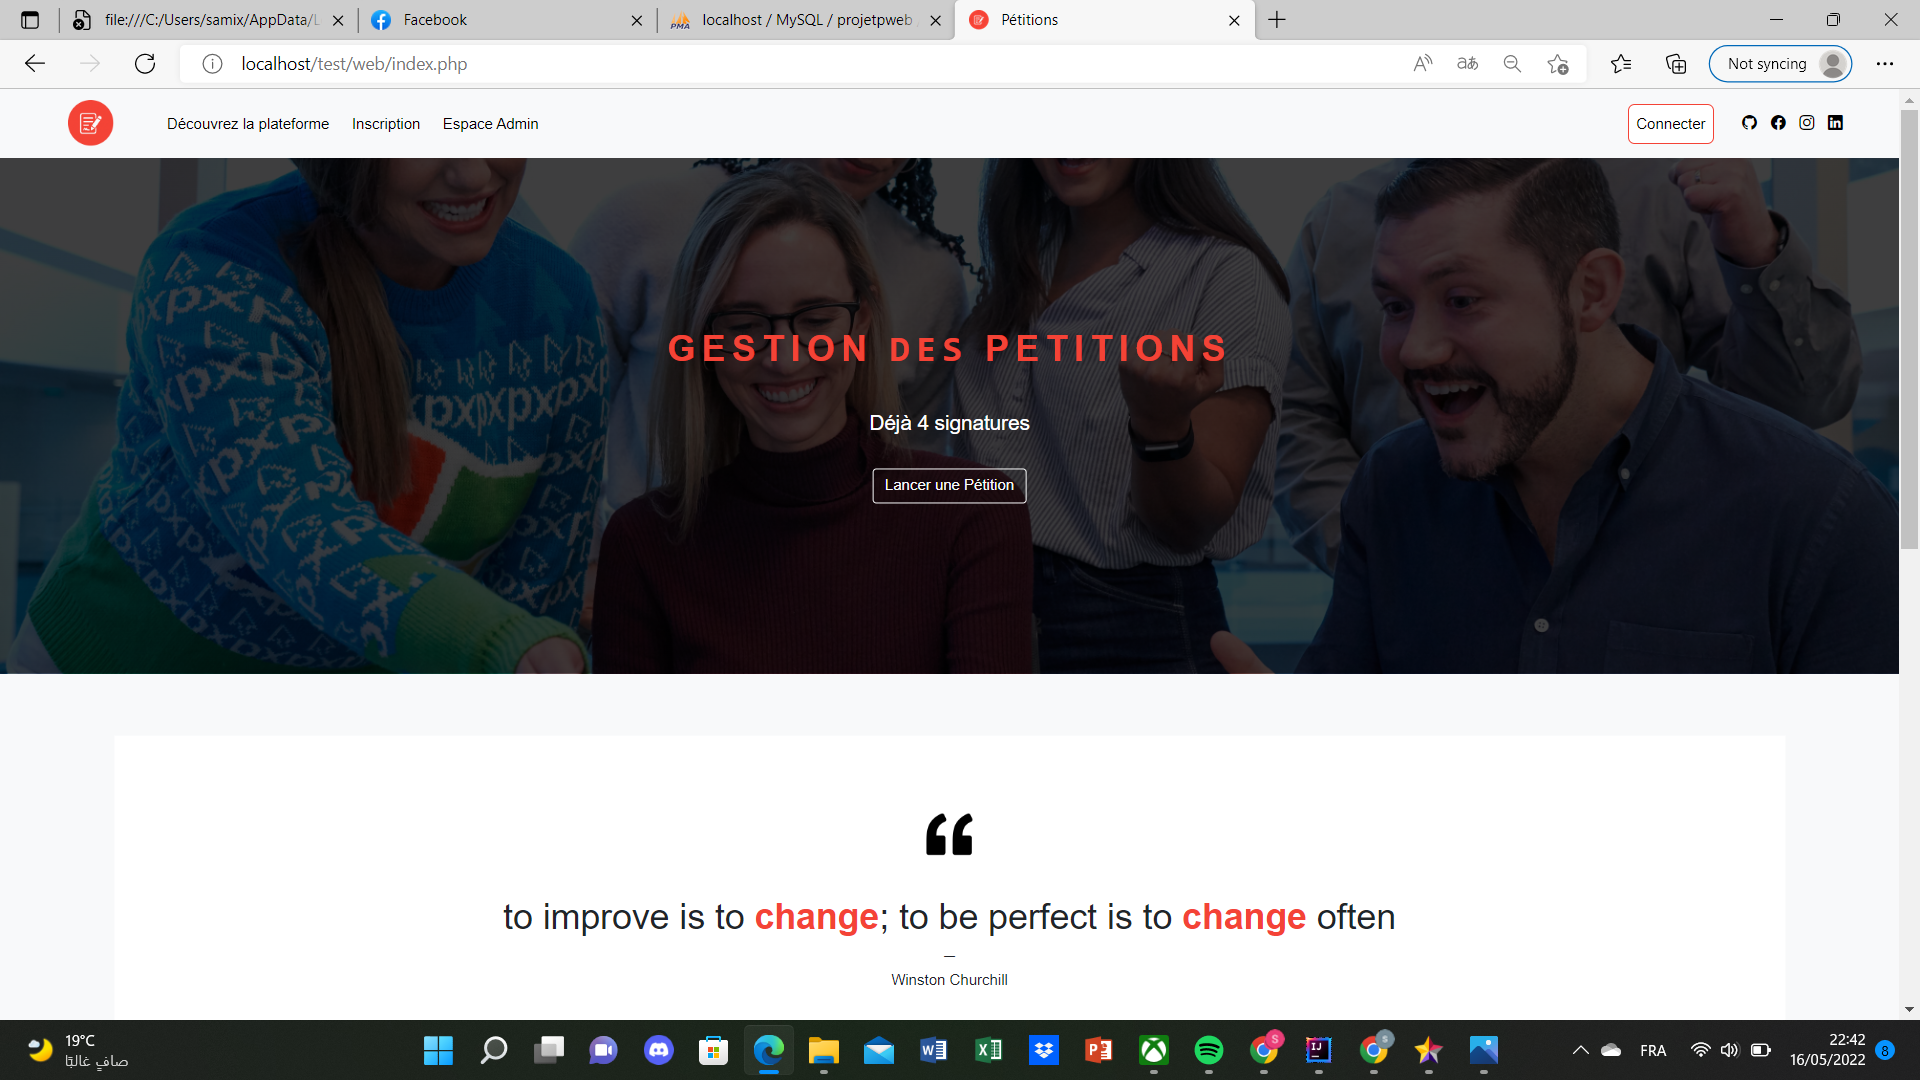 file:///C:/Users/samix/AppData/L
Facebook
localhost / MySQL / projetpweb
Pétitions
localhost/test/web/index.php
Not syncing
Découvrez la plateforme
Inscription
Espace Admin
Connecter
GESTION DES PETITIONS
Déjà 4 signatures
Lancer une Pétition
to improve is to change; to be perfect is to change often
—
Winston Churchill
19°C
صافٍ غالبًا
FRA
22:42
16/05/2022
8